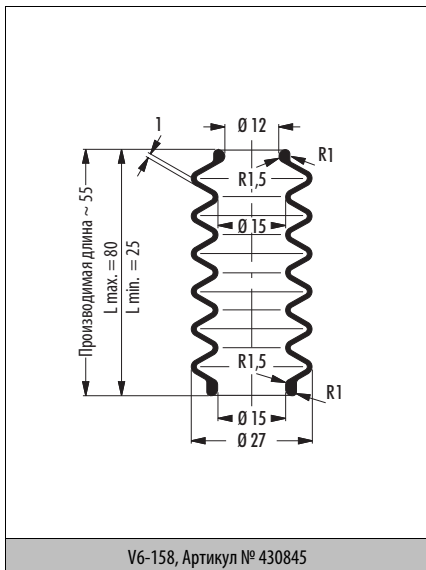 1
Ø 12
R1
R1,5
Ø 15
Производимая длина ~ 55
L max. = 80
L min. = 25
R1,5
R1
Ø 15
Ø 27
V6-158, Артикул № 430845